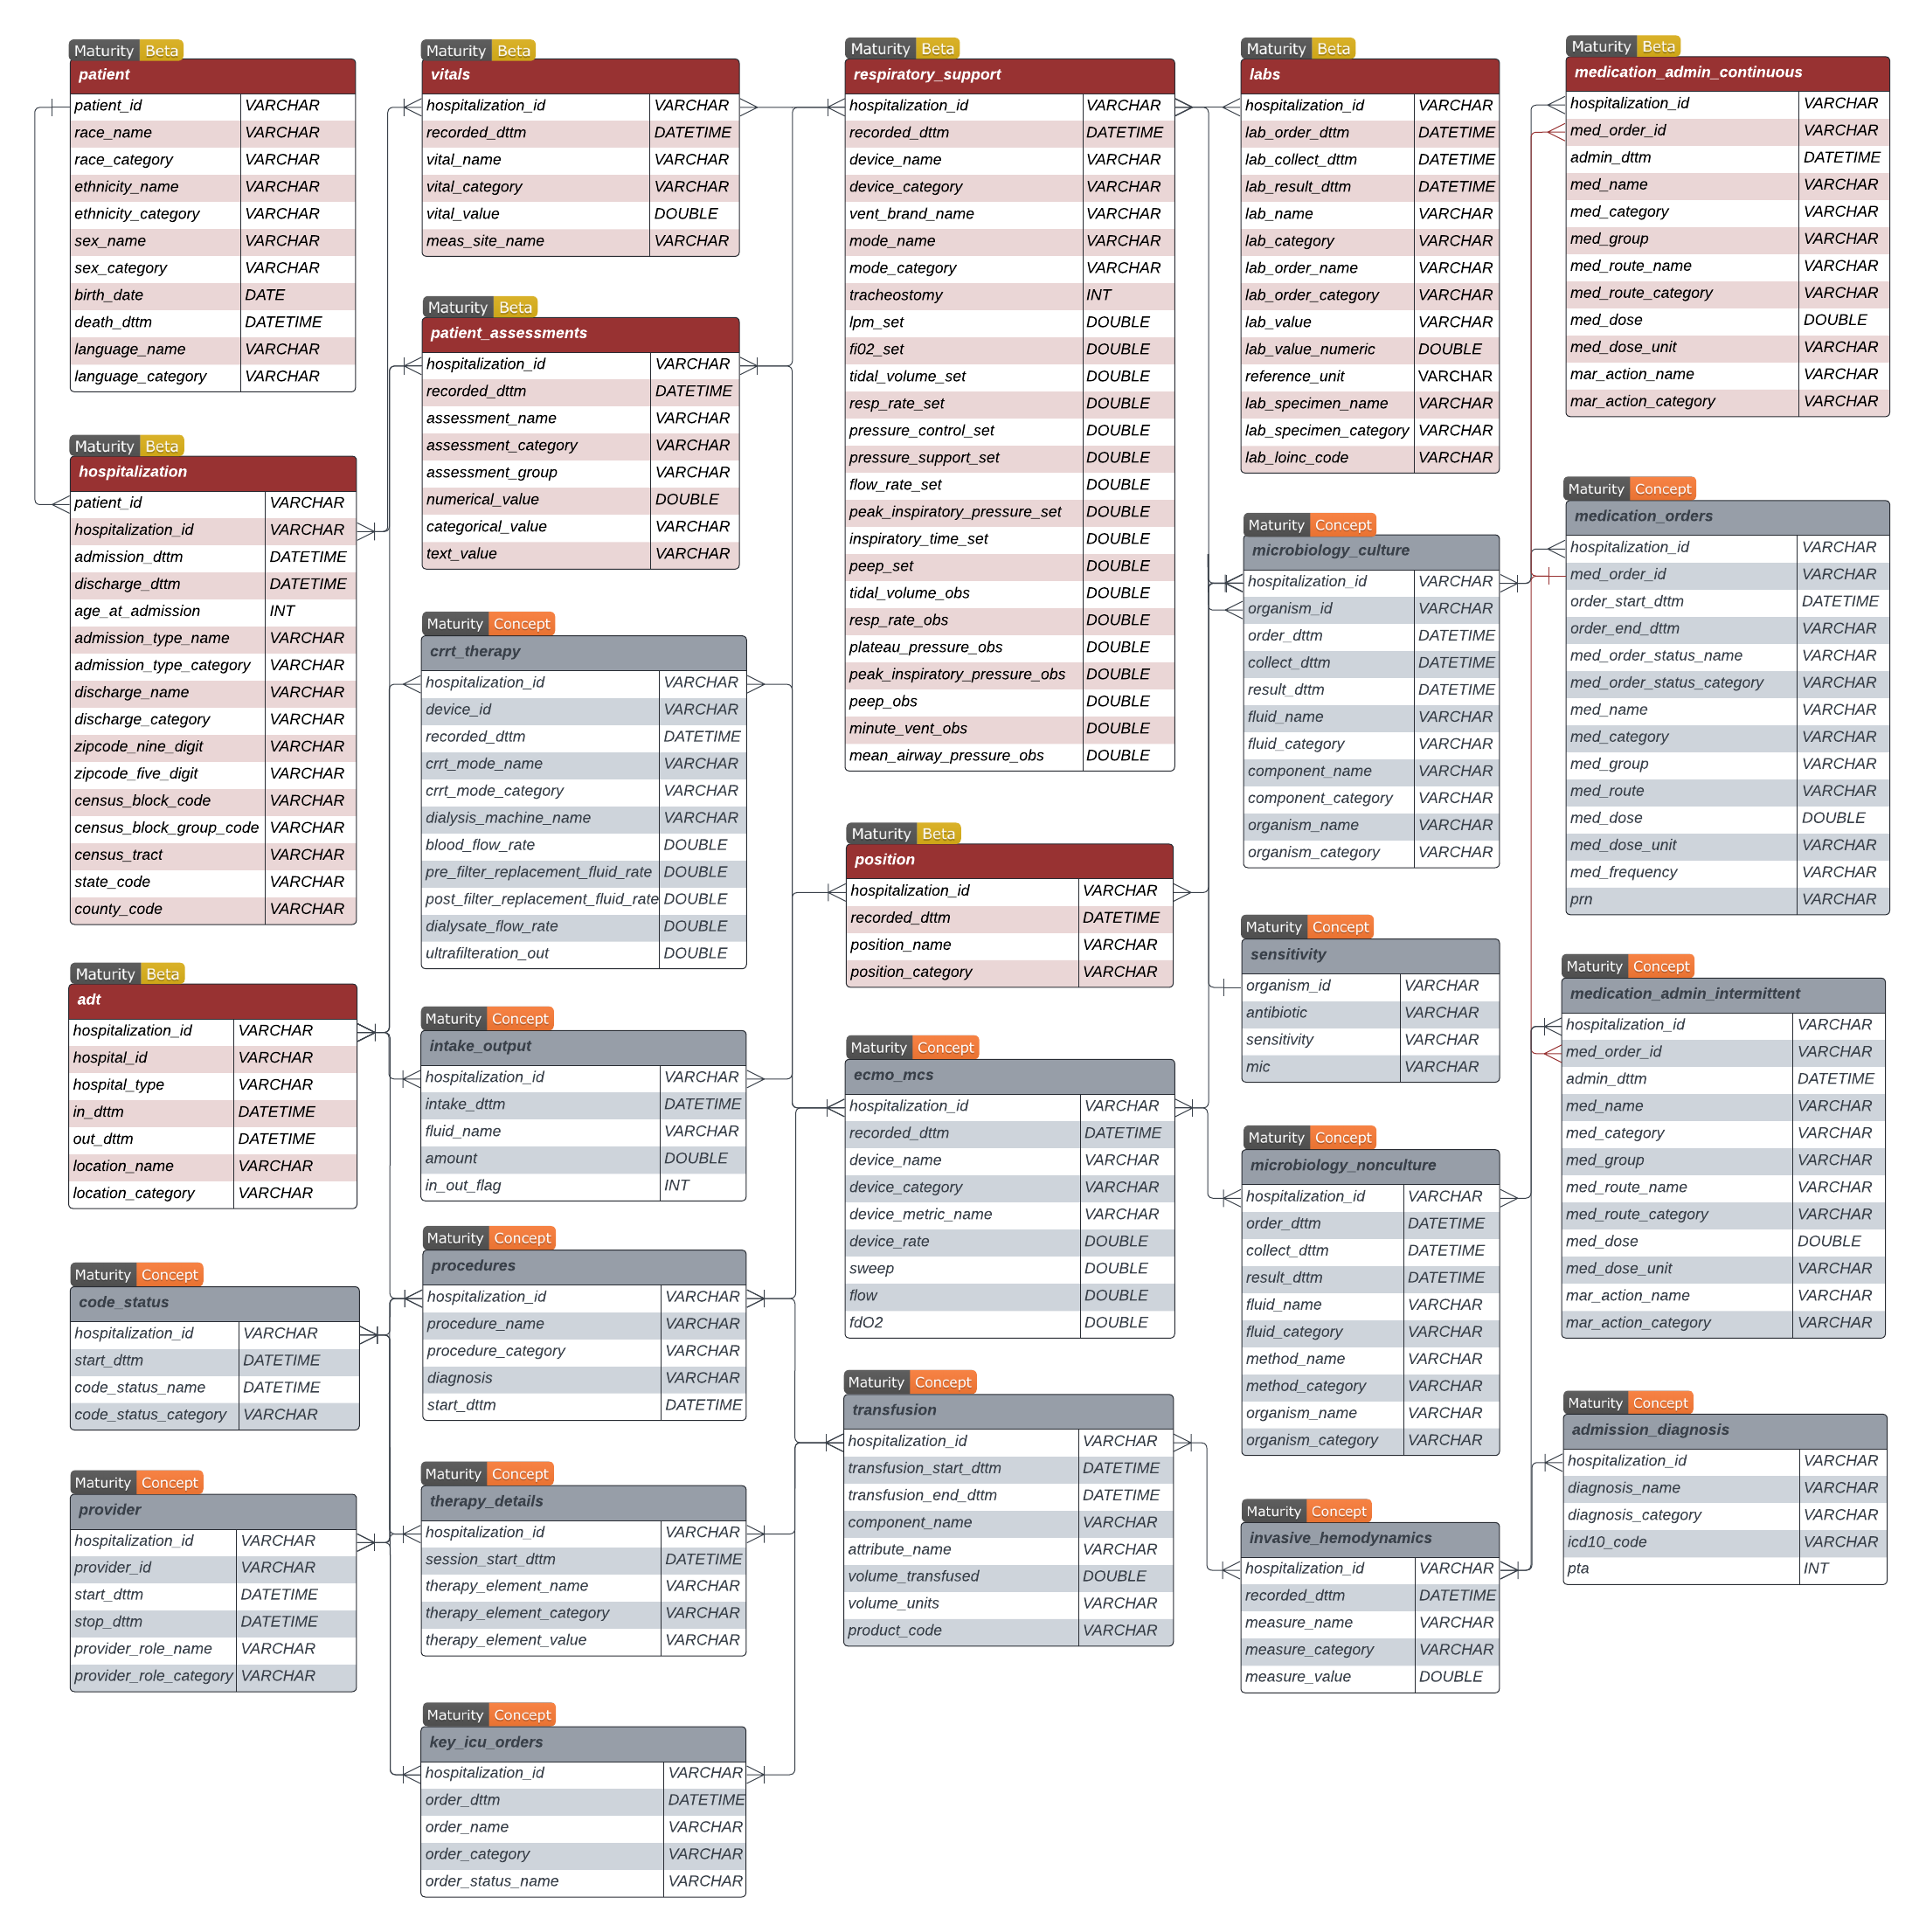 Maturity Beta
patient
patient_id VARCHAR
race_name VARCHAR
race_category VARCHAR
ethnicity_name VARCHAR
ethnicity_category VARCHAR
sex_name VARCHAR
sex_category VARCHAR
birth_date DATE
death_dttm DATETIME
language_name VARCHAR
language_category VARCHAR
Maturity Beta
hospitalization
patient_id VARCHAR
hospitalization_id VARCHAR
admission_dttm DATETIME
discharge_dttm DATETIME
age_at_admission INT
admission_type_name VARCHAR
admission_type_category VARCHAR
discharge_name VARCHAR
discharge_category VARCHAR
zipcode_nine_digit VARCHAR
zipcode_five_digit VARCHAR
census_block_code VARCHAR
census_block_group_code VARCHAR
census_tract VARCHAR
state_code VARCHAR
county_code VARCHAR
Maturity Beta
adt
hospitalization_id VARCHAR
hospital_id VARCHAR
hospital_type VARCHAR
in_dttm DATETIME
out_dttm DATETIME
location_name VARCHAR
location_category VARCHAR
Maturity Concept
code_status
hospitalization_id VARCHAR
start_dttm DATETIME
code_status_name DATETIME
code_status_category VARCHAR
Maturity Concept
provider
hospitalization_id VARCHAR
provider_id VARCHAR
start_dttm DATETIME
stop_dttm DATETIME
provider_role_name VARCHAR
provider_role_category VARCHAR
Maturity Beta
vitals
hospitalization_id VARCHAR
recorded_dttm DATETIME
vital_name VARCHAR
vital_category VARCHAR
vital_value DOUBLE
meas_site_name VARCHAR
Maturity Beta
patient_assessments
hospitalization_id VARCHAR
recorded_dttm DATETIME
assessment_name VARCHAR
assessment_category VARCHAR
assessment_group VARCHAR
numerical_value DOUBLE
categorical_value VARCHAR
text_value VARCHAR
Maturity Concept
crrt_therapy
hospitalization_id VARCHAR
device_id VARCHAR
recorded_dttm DATETIME
crrt_mode_name VARCHAR
crrt_mode_category VARCHAR
dialysis_machine_name VARCHAR
blood_flow_rate DOUBLE
pre_filter_replacement_fluid_rate DOUBLE
post_filter_replacement_fluid_rate DOUBLE
dialysate_flow_rate DOUBLE
ultrafilteration_out DOUBLE
Maturity Concept
intake_output
hospitalization_id VARCHAR
intake_dttm DATETIME
fluid_name VARCHAR
amount DOUBLE
in_out_flag INT
Maturity Concept
procedures
hospitalization_id VARCHAR
procedure_name VARCHAR
procedure_category VARCHAR
diagnosis VARCHAR
start_dttm DATETIME
Maturity Concept
therapy_details
hospitalization_id VARCHAR
session_start_dttm DATETIME
therapy_element_name VARCHAR
therapy_element_category VARCHAR
therapy_element_value VARCHAR
Maturity Concept
key_icu_orders
hospitalization_id VARCHAR
order_dttm DATETIME
order_name VARCHAR
order_category VARCHAR
order_status_name VARCHAR
Maturity Beta
respiratory_support
hospitalization_id VARCHAR
recorded_dttm DATETIME
device_name VARCHAR
device_category VARCHAR
vent_brand_name VARCHAR
mode_name VARCHAR
mode_category VARCHAR
tracheostomy INT
lpm_set DOUBLE
fi02_set DOUBLE
tidal_volume_set DOUBLE
resp_rate_set DOUBLE
pressure_control_set DOUBLE
pressure_support_set DOUBLE
flow_rate_set DOUBLE
peak_inspiratory_pressure_set DOUBLE
inspiratory_time_set DOUBLE
peep_set DOUBLE
tidal_volume_obs DOUBLE
resp_rate_obs DOUBLE
plateau_pressure_obs DOUBLE
peak_inspiratory_pressure_obs DOUBLE
peep_obs DOUBLE
minute_vent_obs DOUBLE
mean_airway_pressure_obs DOUBLE
Maturity Beta
position
hospitalization_id VARCHAR
recorded_dttm DATETIME
position_name VARCHAR
position_category VARCHAR
Maturity Concept
ecmo_mcs
hospitalization_id VARCHAR
recorded_dttm DATETIME
device_name VARCHAR
device_category VARCHAR
device_metric_name VARCHAR
device_rate DOUBLE
sweep DOUBLE
flow DOUBLE
fdO2 DOUBLE
Maturity Concept
transfusion
hospitalization_id VARCHAR
transfusion_start_dttm DATETIME
transfusion_end_dttm DATETIME
component_name VARCHAR
attribute_name VARCHAR
volume_transfused DOUBLE
volume_units VARCHAR
product_code VARCHAR
Maturity Beta
labs
hospitalization_id VARCHAR
lab_order_dttm DATETIME
lab_collect_dttm DATETIME
lab_result_dttm DATETIME
lab_name VARCHAR
lab_category VARCHAR
lab_order_name VARCHAR
lab_order_category VARCHAR
lab_value VARCHAR
lab_value_numeric DOUBLE
reference_unit VARCHAR
lab_specimen_name VARCHAR
lab_specimen_category VARCHAR
lab_loinc_code VARCHAR
Maturity Concept
microbiology_culture
hospitalization_id VARCHAR
organism_id VARCHAR
order_dttm DATETIME
collect_dttm DATETIME
result_dttm DATETIME
fluid_name VARCHAR
fluid_category VARCHAR
component_name VARCHAR
component_category VARCHAR
organism_name VARCHAR
organism_category VARCHAR
Maturity Concept
sensitivity
organism_id VARCHAR
antibiotic VARCHAR
sensitivity VARCHAR
mic VARCHAR
Maturity Concept
microbiology_nonculture
hospitalization_id VARCHAR
order_dttm DATETIME
collect_dttm DATETIME
result_dttm DATETIME
fluid_name VARCHAR
fluid_category VARCHAR
method_name VARCHAR
method_category VARCHAR
organism_name VARCHAR
organism_category VARCHAR
Maturity Concept
invasive_hemodynamics
hospitalization_id VARCHAR
recorded_dttm DATETIME
measure_name VARCHAR
measure_category VARCHAR
measure_value DOUBLE
Maturity Beta
medication_admin_continuous
hospitalization_id VARCHAR
med_order_id VARCHAR
admin_dttm DATETIME
med_name VARCHAR
med_category VARCHAR
med_group VARCHAR
med_route_name VARCHAR
med_route_category VARCHAR
med_dose DOUBLE
med_dose_unit VARCHAR
mar_action_name VARCHAR
mar_action_category VARCHAR
Maturity Concept
medication_orders
hospitalization_id VARCHAR
med_order_id VARCHAR
order_start_dttm DATETIME
order_end_dttm VARCHAR
med_order_status_name VARCHAR
med_order_status_category VARCHAR
med_name VARCHAR
med_category VARCHAR
med_group VARCHAR
med_route VARCHAR
med_dose DOUBLE
med_dose_unit VARCHAR
med_frequency VARCHAR
prn VARCHAR
Maturity Concept
medication_admin_intermittent
hospitalization_id VARCHAR
med_order_id VARCHAR
admin_dttm DATETIME
med_name VARCHAR
med_category VARCHAR
med_group VARCHAR
med_route_name VARCHAR
med_route_category VARCHAR
med_dose DOUBLE
med_dose_unit VARCHAR
mar_action_name VARCHAR
mar_action_category VARCHAR
Maturity Concept
admission_diagnosis
hospitalization_id VARCHAR
diagnosis_name VARCHAR
diagnosis_category VARCHAR
icd10_code VARCHAR
pta INT